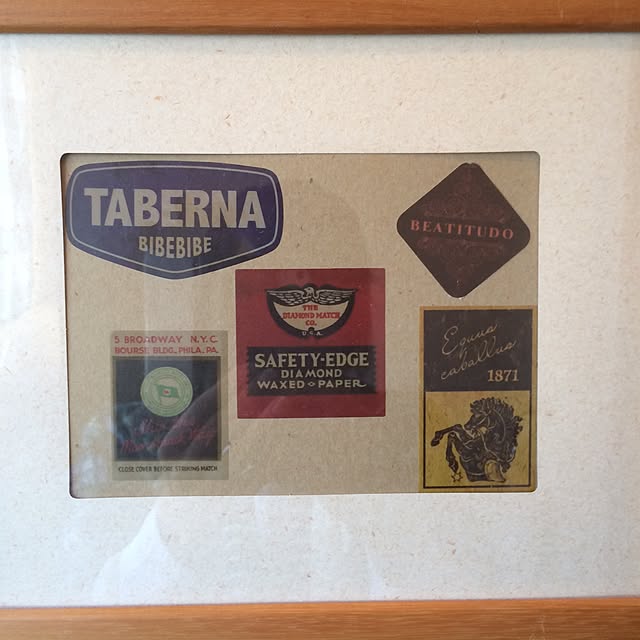 TABERNA
BIBEBIBE
BEATITUDO
THE
DIAMOND MATCH
CO.
U.S.A.
SAFETY-EDGE
DIAMOND
WAXED PAPER
Equus
caballus
1871
5 BROADWAY N.Y.C.
BOURSE BLDG., PHILA., PA.
CLOSE COVER BEFORE STRIKING MATCH